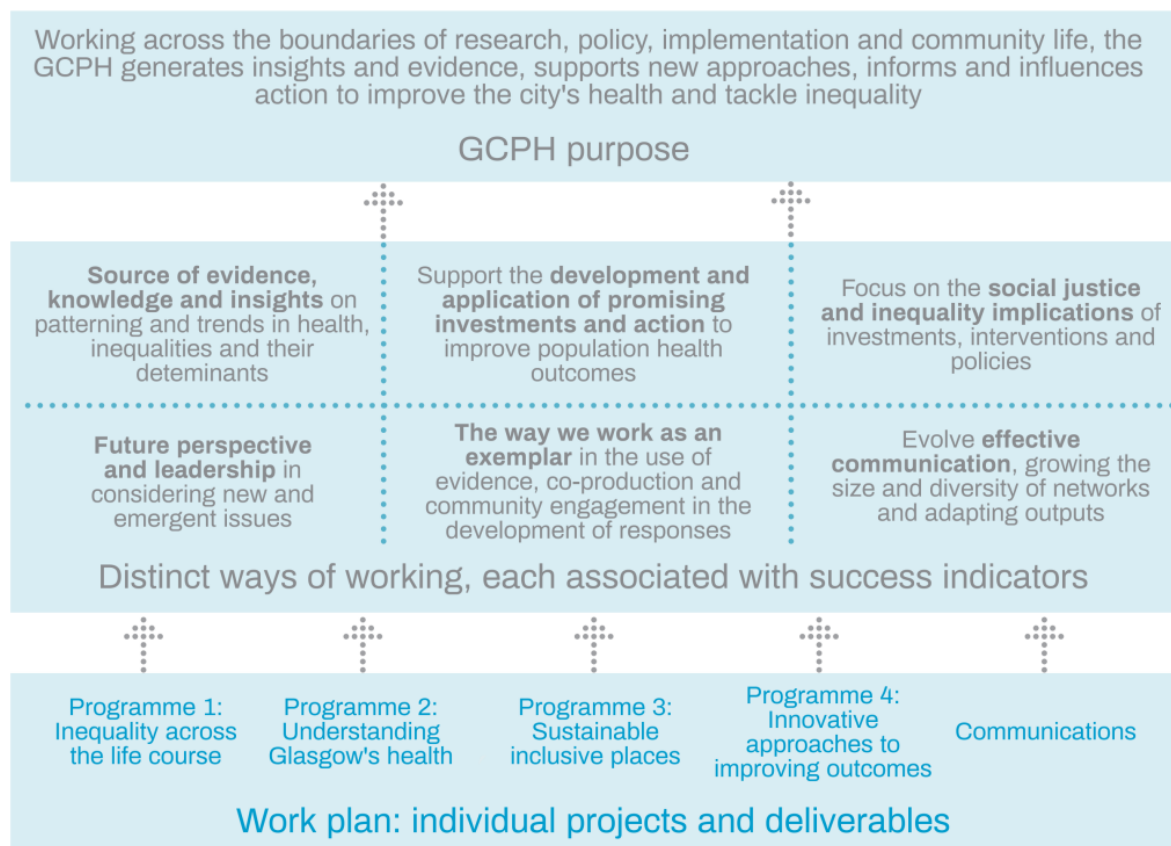 Working across the boundaries of research, policy, implementation and community life, the
GCPH generates insights and evidence, supports new approaches, informs and influences
action to improve the city's health and tackle inequality
GCPH purpose
Source of evidence,
knowledge and insights on
patterning and trends in health,
inequalities and their
deteminants
Support the development and
application of promising
investments and action to
improve population health
outcomes
Focus on the social justice
and inequality implications of
investments, interventions and
policies
Future perspective
and leadership in
considering new and
emergent issues
The way we work as an
exemplar in the use of
evidence, co-production and
community engagement in the
development of responses
Evolve effective
communication, growing the
size and diversity of networks
and adapting outputs
Distinct ways of working, each associated with success indicators
Programme 1:
Inequality across
the life course
Programme 2:
Understanding
Glasgow's health
Programme 3:
Sustainable
inclusive places
Programme 4:
Innovative
approaches to
improving outcomes
Communications
Work plan: individual projects and deliverables